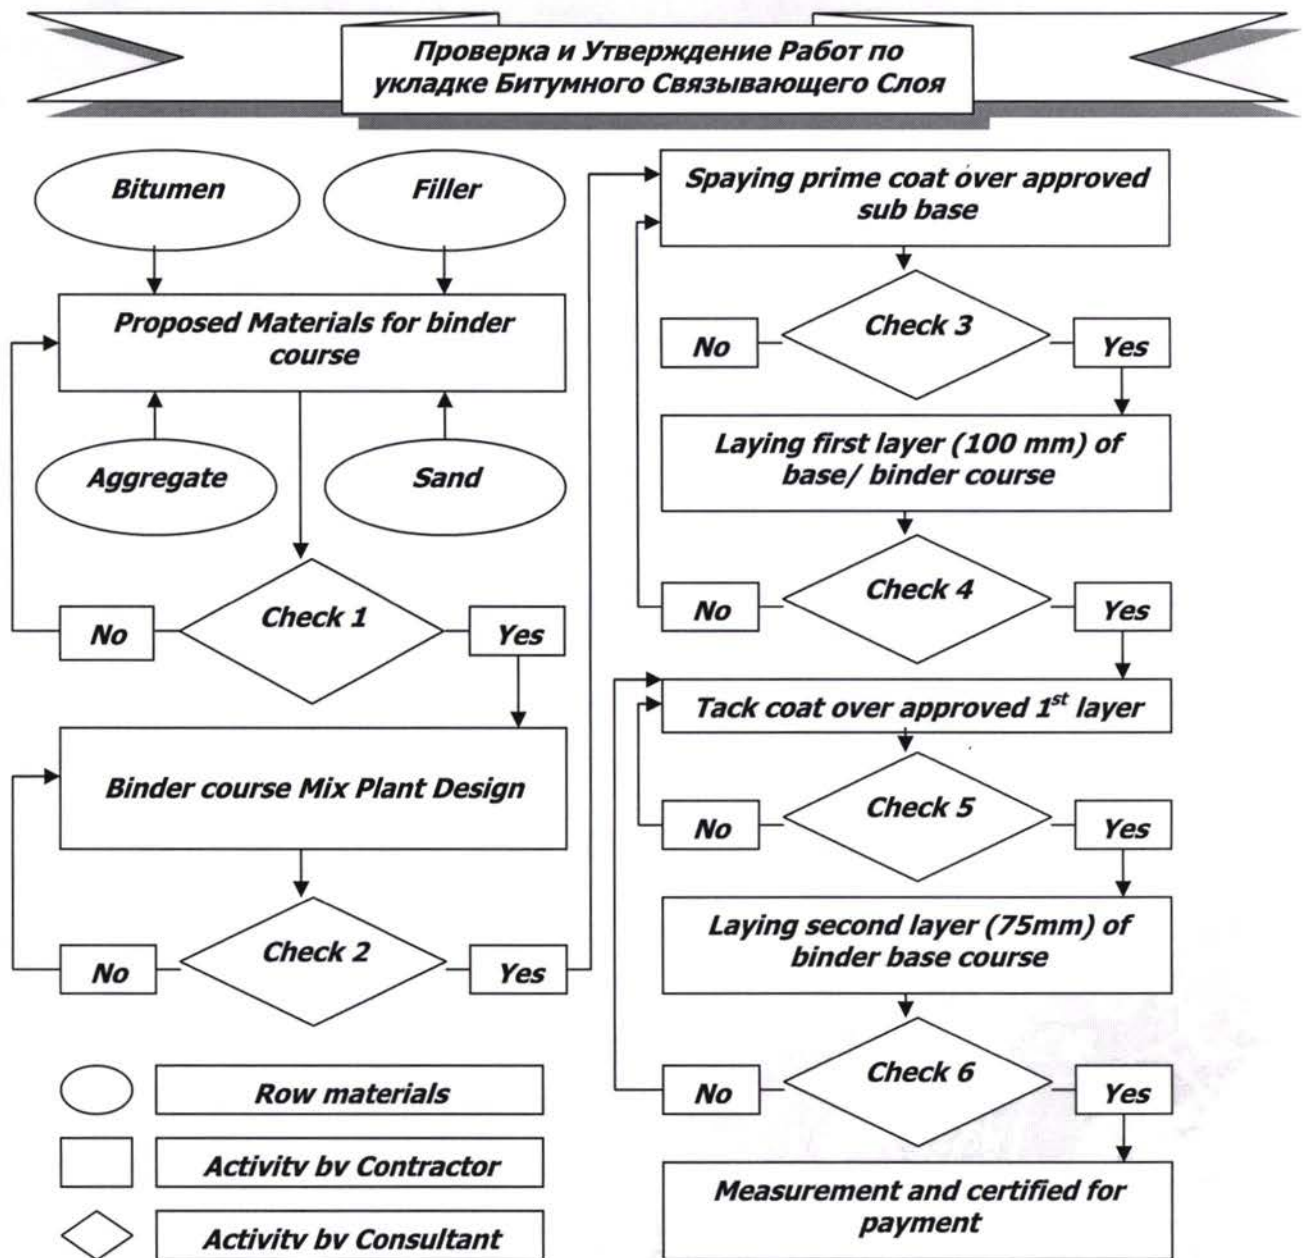 Проверка и Утверждение Работ по
укладке Битумного Связывающего Слоя
Bitumen
Filler
Proposed Materials for binder
course
Aggregate
Sand
Check 1
No
Yes
Binder course Mix Plant Design
Check 2
No
Yes
Row materials
Activity by Contractor
Activity by Consultant
Spaying prime coat over approved
sub base
Check 3
No
Yes
Laying first layer (100 mm) of
base/ binder course
Check 4
No
Yes
Tack coat over approved 1st layer
Check 5
No
Yes
Laying second layer (75mm) of
binder base course
Check 6
No
Yes
Measurement and certified for
payment